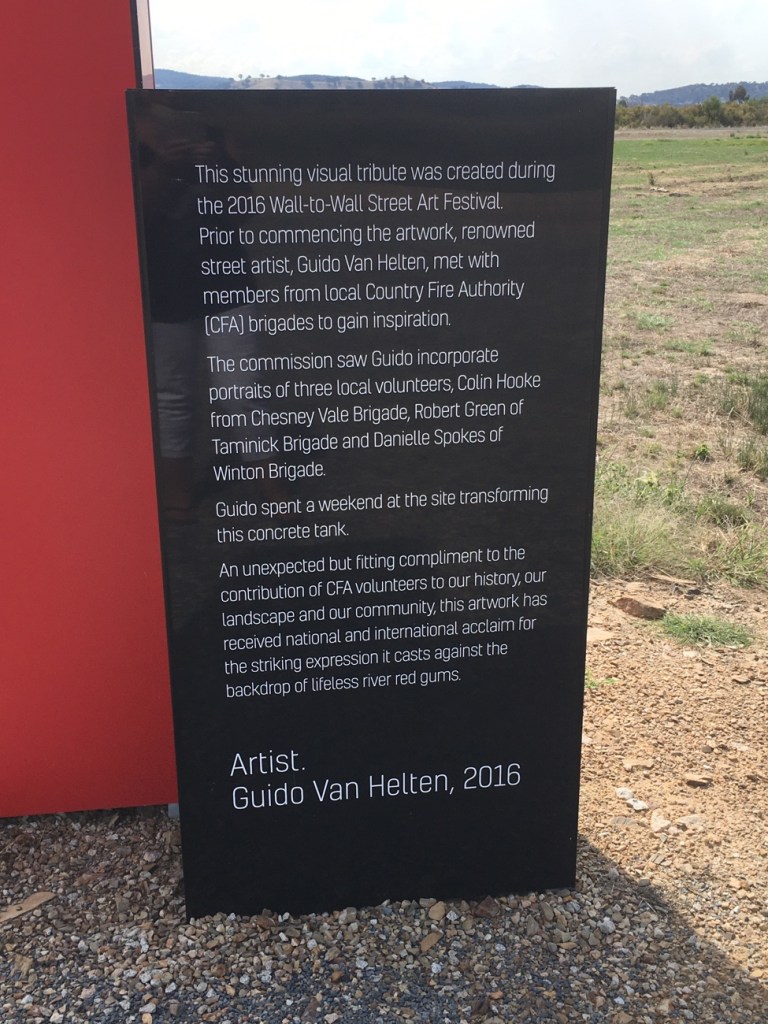 This stunning visual tribute was created during
the 2016 Wall-to-Wall Street Art Festival.
Prior to commencing the artwork, renowned
street artist, Guido Van Helten, met with
members from local Country Fire Authority
(CFA) brigades to gain inspiration.
The commission saw Guido incorporate
portraits of three local volunteers, Colin Hooke
from Chesney Vale Brigade, Robert Green of
Taminick Brigade and Danielle Spokes of
Winton Brigade.
Guido spent a weekend at the site transforming
this concrete tank.
An unexpected but fitting compliment to the
contribution of CFA volunteers to our history, our
landscape and our community, this artwork has
received national and international acclaim for
the striking expression it casts against the
backdrop of lifeless river red gums.
Artist.
Guido Van Helten, 2016